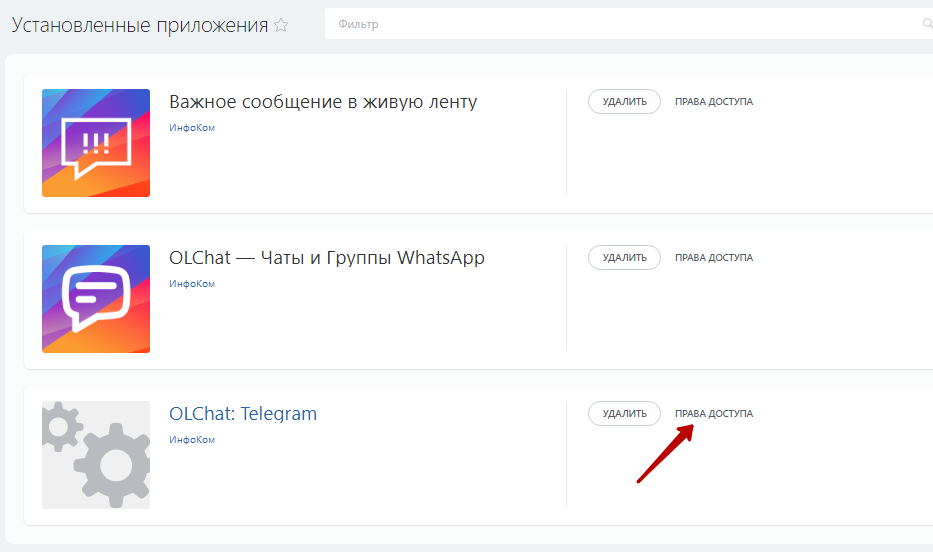 Установленные приложения
Фильтр
Важное сообщение в живую ленту
ИнфоКом
УДАЛИТЬ
ПРАВА ДОСТУПА
!!!
OLChat — Чаты и Группы WhatsApp
ИнфоКом
УДАЛИТЬ
ПРАВА ДОСТУПА
OLChat: Telegram
ИнфоКом
УДАЛИТЬ
ПРАВА ДОСТУПА